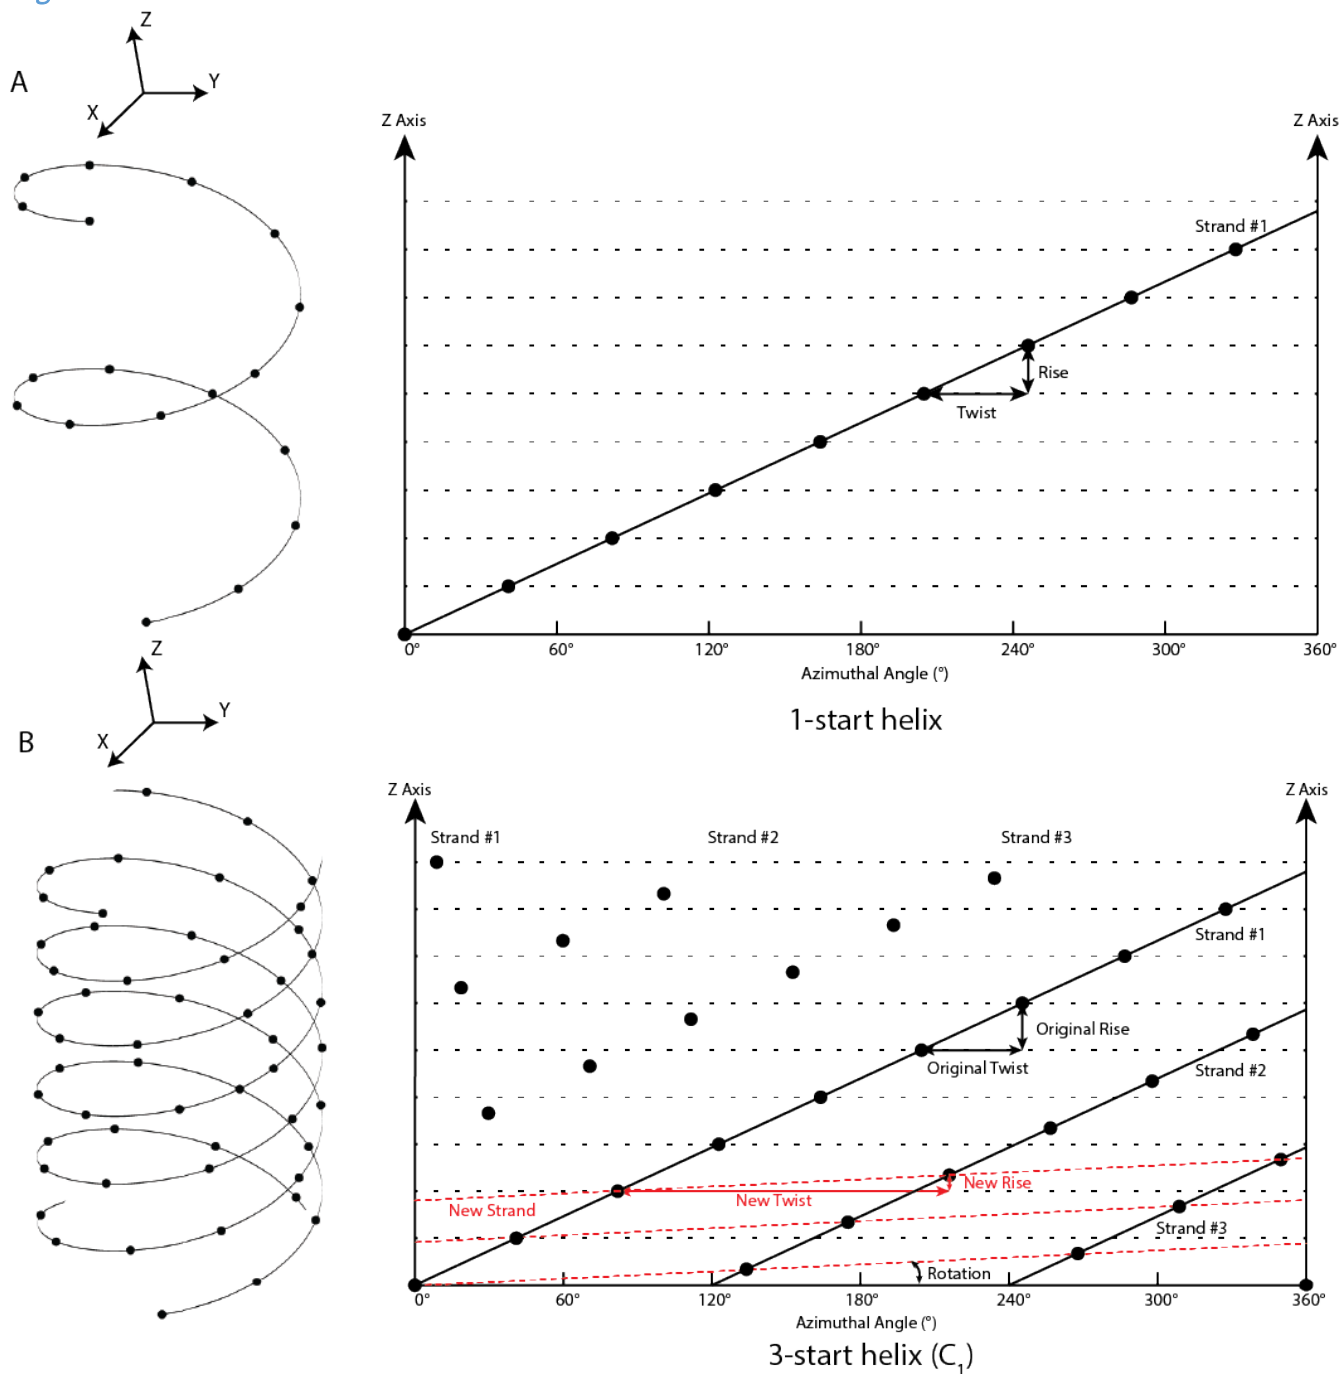 Z
A
Y
X
Z Axis
Z Axis
Strand #1
Rise
Twist
0°
60°
120°
180°
240°
300°
360°
Azimuthal Angle (°)
1-start helix
Z
Y
X
B
Z Axis
Z Axis
Strand #1
Strand #2
Strand #3
Strand #1
Original Rise
Original Twist
Strand #2
New Rise
New Twist
New Strand
Strand #3
Rotation
0°
60°
120°
180°
240°
300°
360°
Azimuthal Angle (°)
3-start helix (C₁)